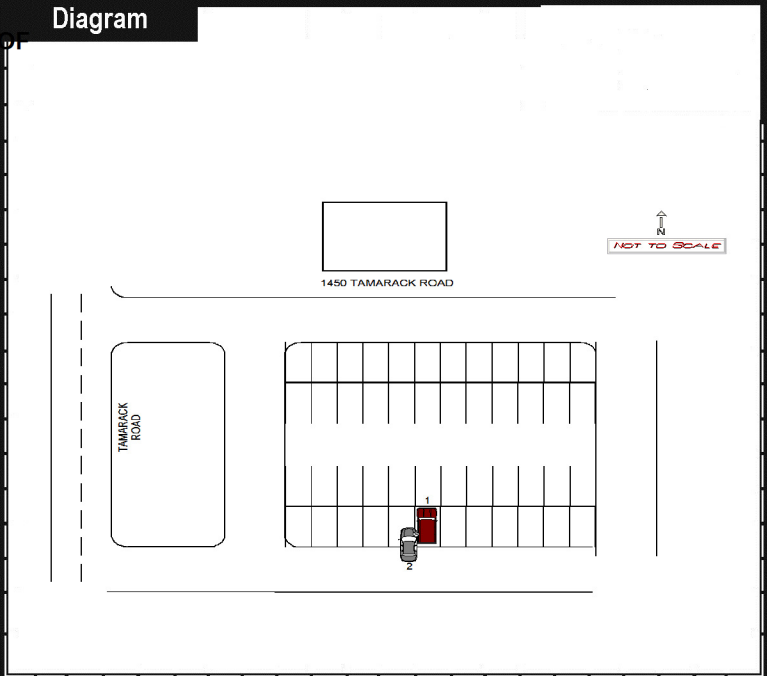 Diagram
OF
N
NOT TO SCALE
1450 TAMARACK ROAD
TAMARACK
ROAD
1
2